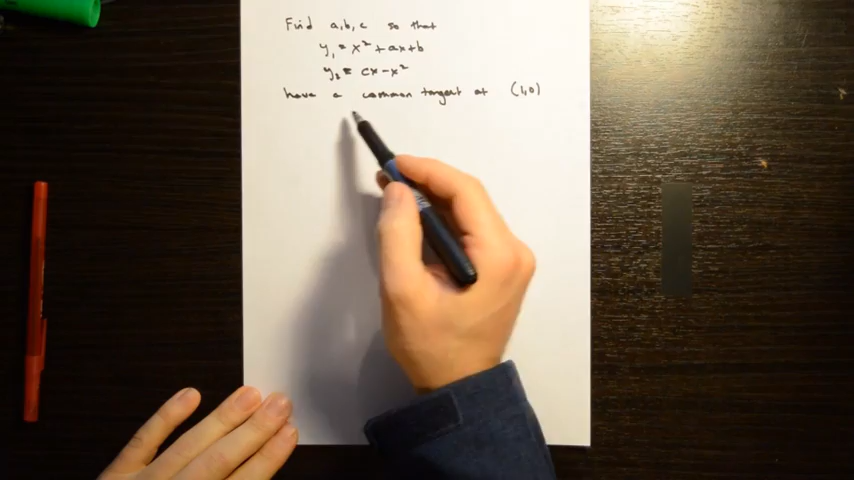 Find a,b,c so that
y₁ = x² + ax + b
y₂ = cx - x²
have a common tangent at (1,0)